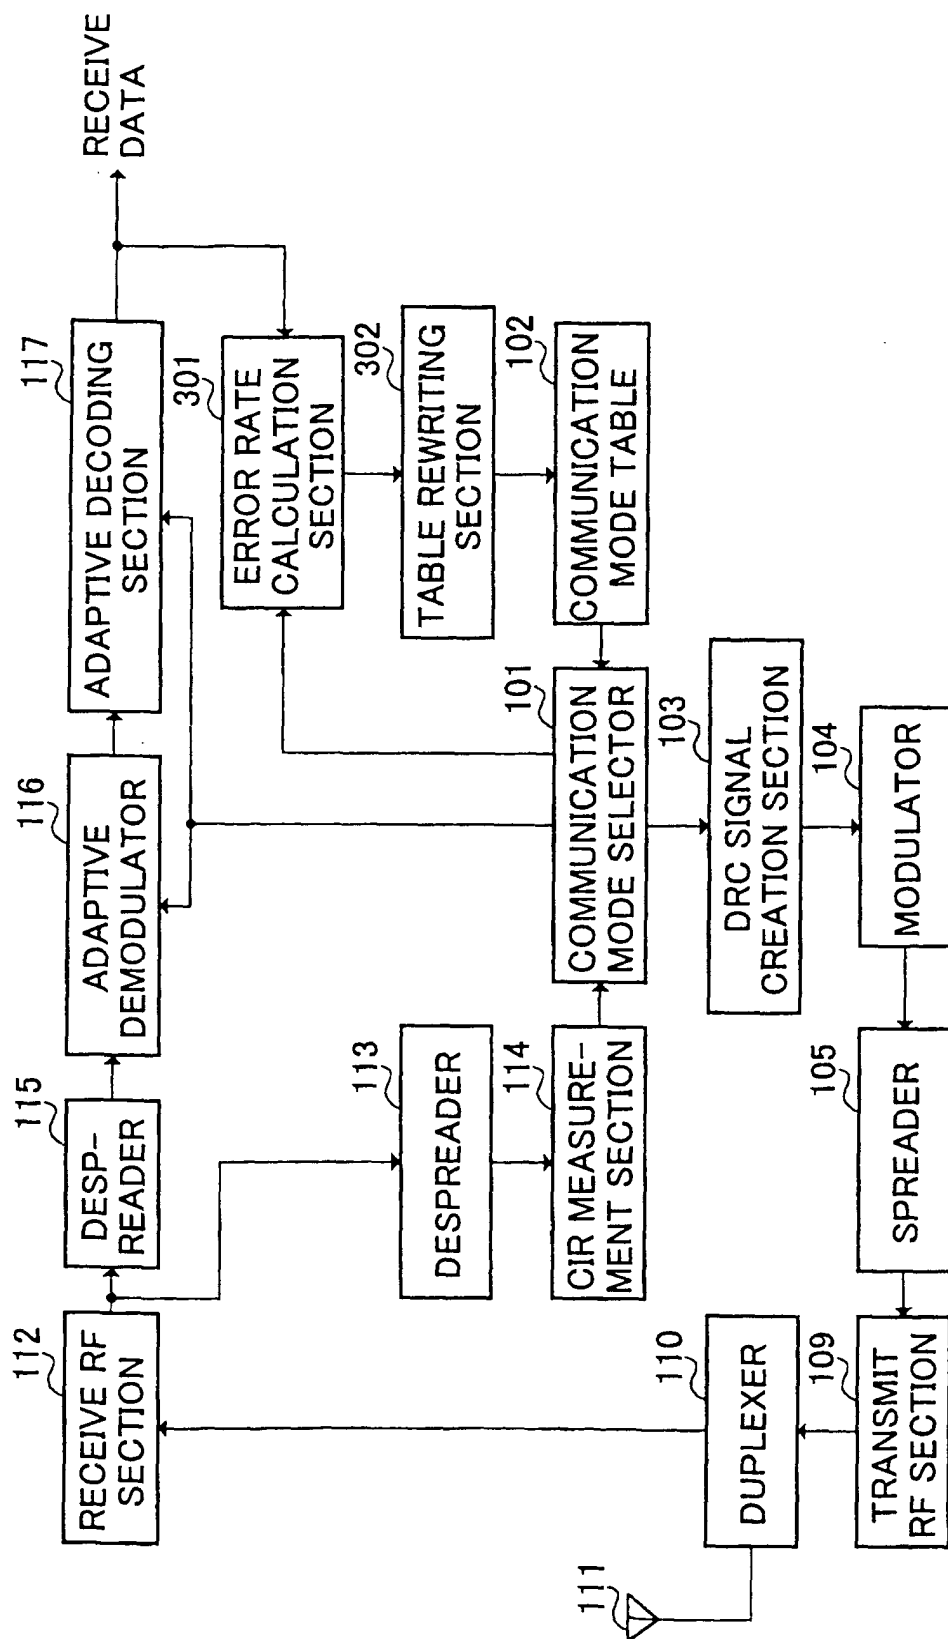 112
RECEIVE RF
SECTION
115
DESP-
READER
116
ADAPTIVE
DEMODULATOR
117
ADAPTIVE DECODING
SECTION
RECEIVE
DATA
301
ERROR RATE
CALCULATION
SECTION
113
DESPREADER
302
TABLE REWRITING
SECTION
114
CIR MEASURE-
MENT SECTION
101
COMMUNICATION
MODE SELECTOR
102
COMMUNICATION
MODE TABLE
111
110
DUPLEXER
103
DRC SIGNAL
CREATION SECTION
109
TRANSMIT
RF SECTION
105
SPREADER
104
MODULATOR